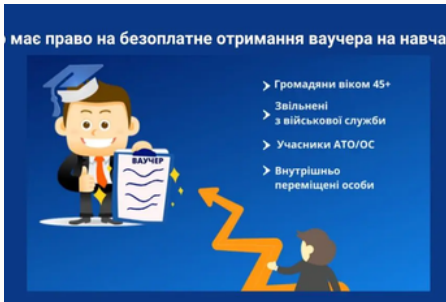 має право на безоплатне отримання ваучера на
Громадяни віком 45+
Звільнені
з військової служби
Учасники АТО/ОС
Внутрішньо
переміщені особи
ВАУЧЕР